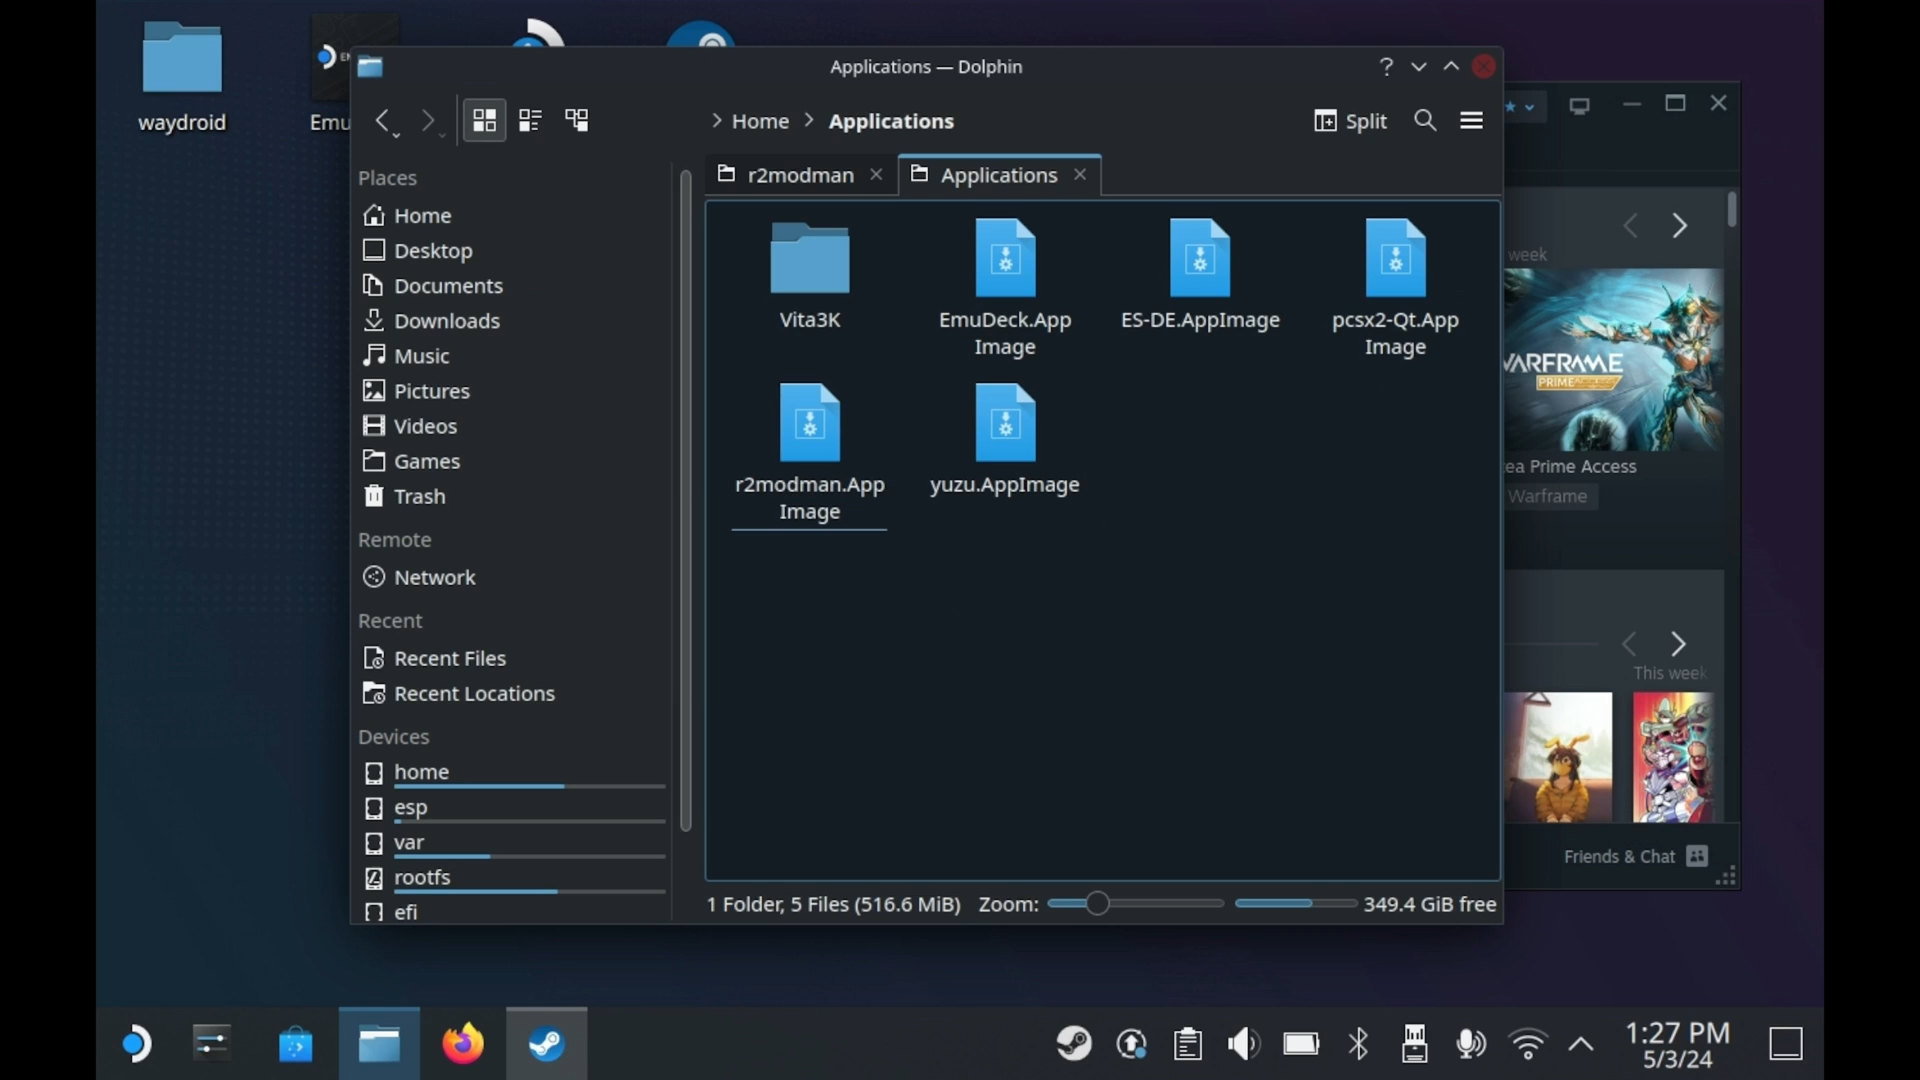 waydroid
Emu
Applications — Dolphin
Home
Applications
Split
r2modman
Applications
Places
Home
Desktop
Documents
Downloads
Music
Pictures
Videos
Games
Trash
Remote
Network
Recent
Recent Files
Recent Locations
Devices
home
esp
var
rootfs
efi
Vita3K
EmuDeck.App
Image
ES-DE.AppImage
pcsx2-Qt.App
Image
r2modman.App
Image
yuzu.AppImage
1 Folder, 5 Files (516.6 MiB)
Zoom:
349.4 GiB free
week
WARFRAME
PRIME
ea Prime Access
Warframe
This week
Friends & Chat
1:27 PM
5/3/24